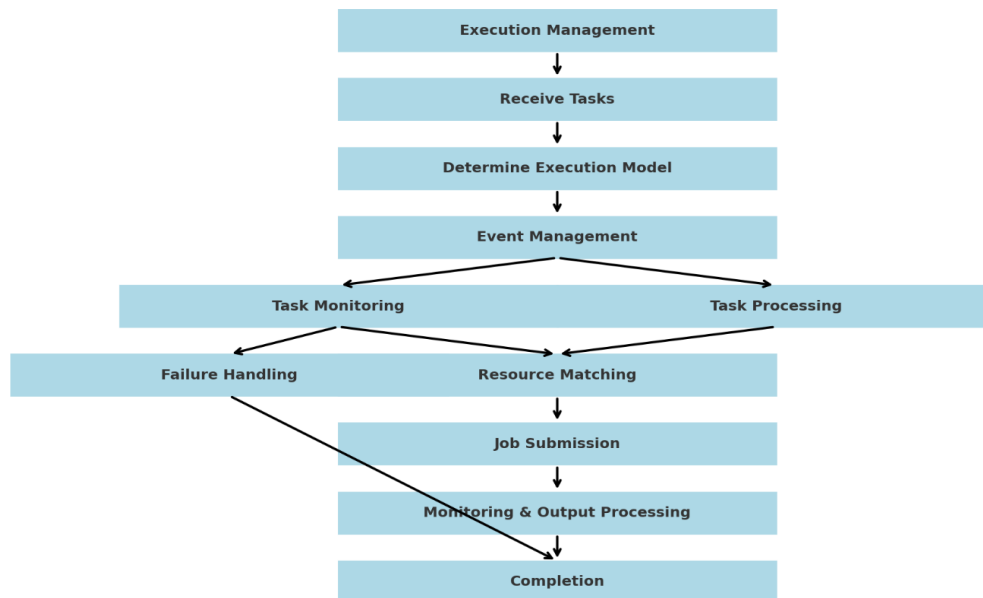 Execution Management
Receive Tasks
Determine Execution Model
Event Management
Task Monitoring
Task Processing
Failure Handling
Resource Matching
Job Submission
Monitoring & Output Processing
Completion